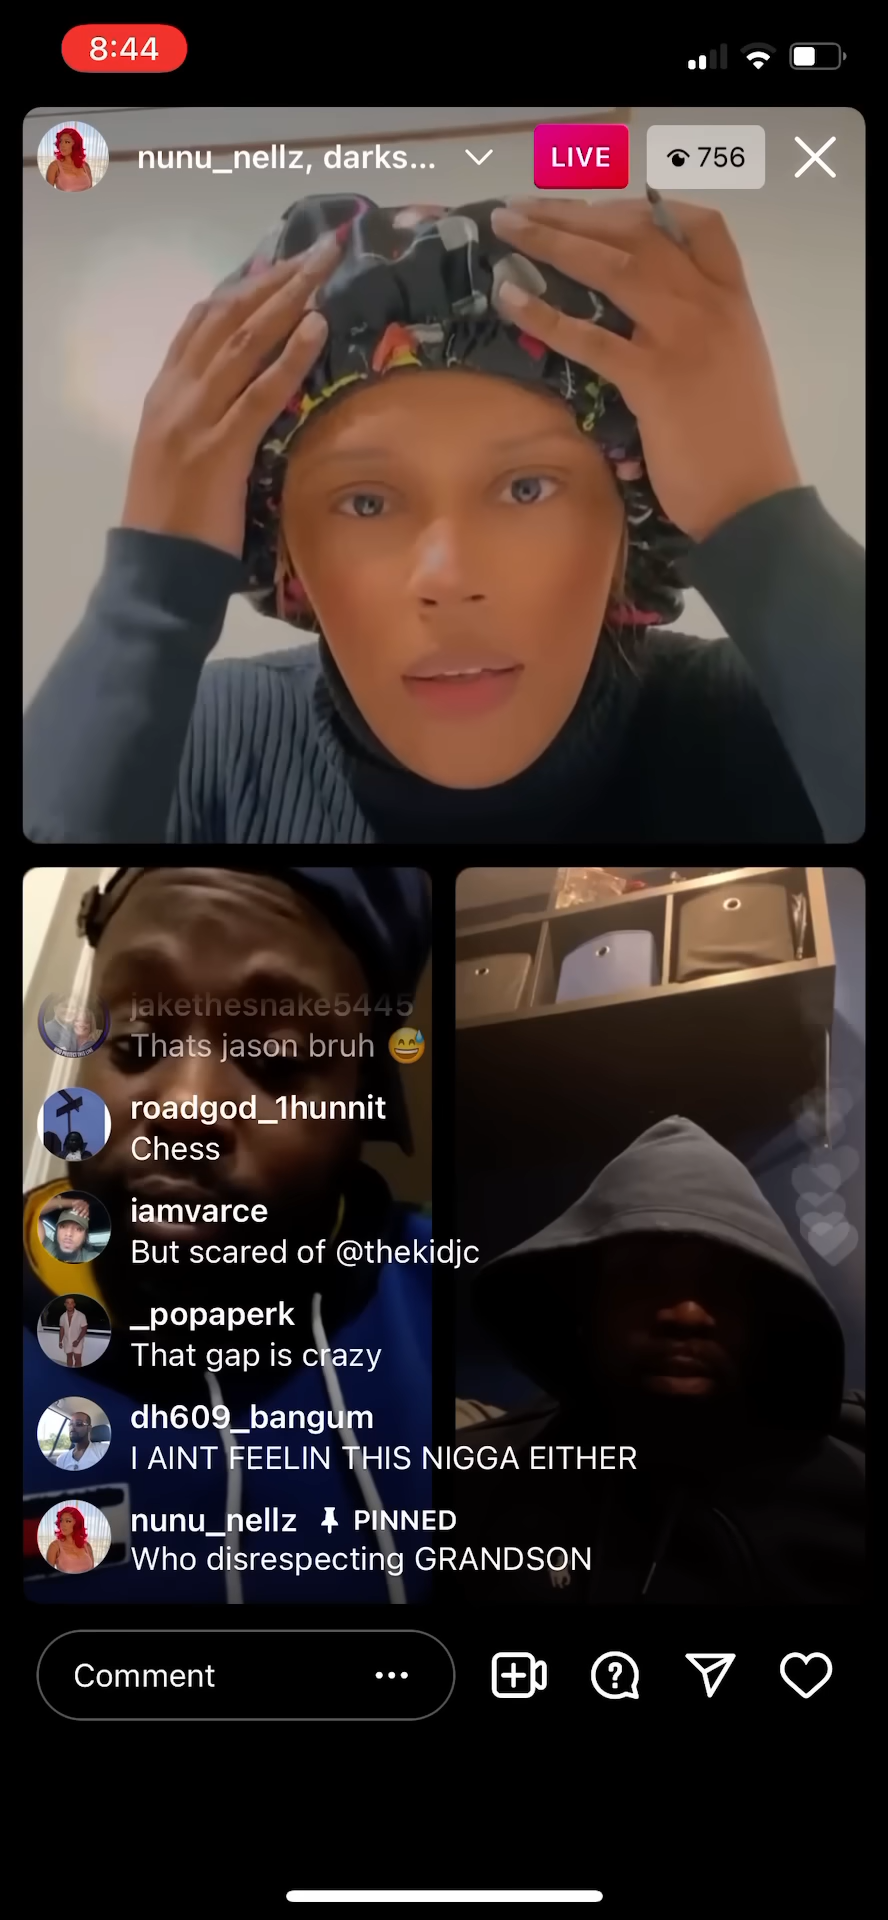 8:44
nunu_nellz, darks...
LIVE
756
jakethesnake5445
Thats jason bruh 😅
roadgod_1hunnit
Chess
iamvarce
But scared of @thekidjc
_popaperk
That gap is crazy
dh609_bangum
I AINT FEELIN THIS NIGGA EITHER
nunu_nellz PINNED
Who disrespecting GRANDSON
Comment